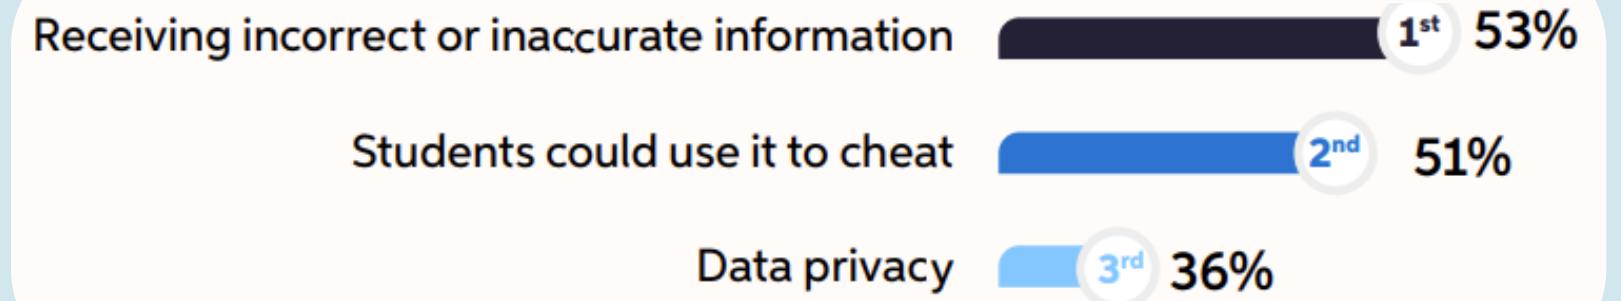 Receiving incorrect or inaccurate information 1st 53%
Students could use it to cheat 2nd 51%
Data privacy 3rd 36%